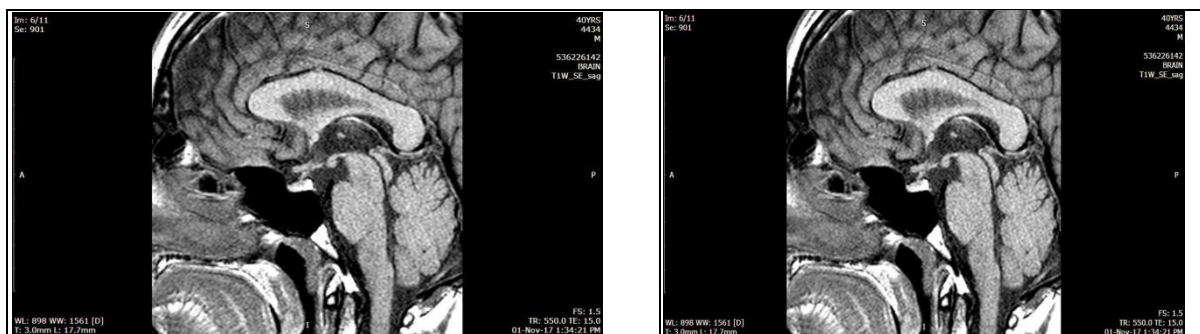 Im: 6/11
Se: 901
S
40YRS
4434
M
536226142
BRAIN
T1W_SE_sag
A
P
I
WL: 898 WW: 1561 [D]
T: 3.0mm L: 17.7mm
FS: 1.5
TR: 550.0 TE: 15.0
01-Nov-17 1:34:21 PM
Im: 6/11
Se: 901
S
40YRS
4434
M
536226142
BRAIN
T1W_SE_sag
A
P
I
WL: 898 WW: 1561 [D]
T: 3.0mm L: 17.7mm
FS: 1.5
TR: 550.0 TE: 15.0
01-Nov-17 1:34:21 PM